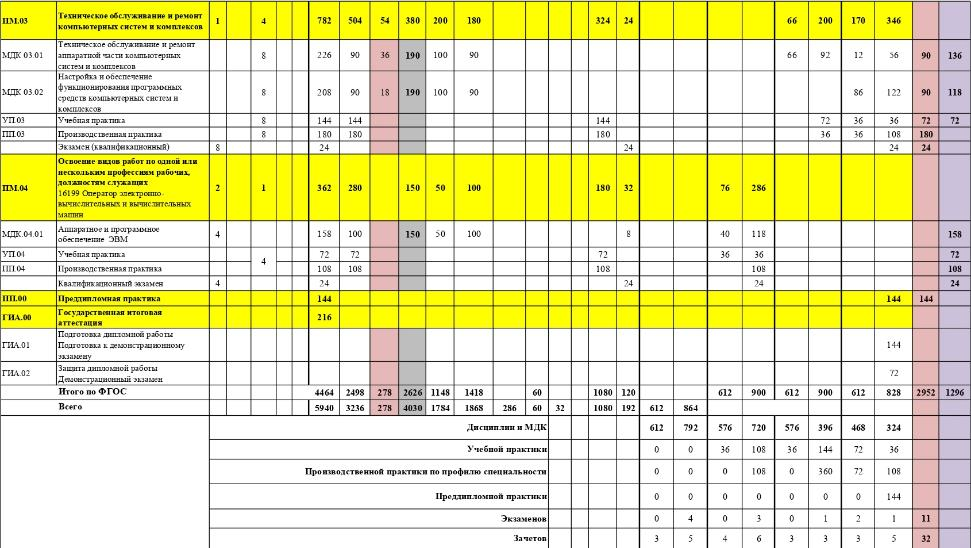 ПМ.03 Техническое обслуживание и ремонт компьютерных систем и комплексов 1 4 782 504 54 380 200 180 324 24 66 200 170 346
МДК 03.01 Техническое обслуживание и ремонт аппаратной части компьютерных систем и комплексов 8 226 90 36 190 100 90 66 92 12 56 90 136
МДК 03.02 Настройка и обеспечение функционирования программных средств компьютерных систем и комплексов 8 208 90 18 190 100 90 86 122 90 118
УП.03 Учебная практика 8 144 144 144 72 36 36 72 72
ПП.03 Производственная практика 8 180 180 180 36 36 108 180
Экзамен (квалификационный) 8 24 24 24 24
ПМ.04 Освоение видов работ по одной или нескольким профессиям рабочих, должностям служащих 16199 Оператор электронно-вычислительных и вычислительных машин 2 1 362 280 150 50 100 180 32 76 286
МДК.04.01 Аппаратное и программное обеспечение ЭВМ 4 158 100 150 50 100 8 40 118 158
УП.04 Учебная практика 4 72 72 72 36 36 72
ПП.04 Производственная практика 108 108 108 108 108
Квалификационный экзамен 4 24 24 24 24
ПП.00 Преддипломная практика 144 144 144
ГИА.00 Государственная итоговая аттестация 216
ГИА.01 Подготовка дипломной работы Подготовка к демонстрационному экзамену 144
ГИА.02 Защита дипломной работы Демонстрационный экзамен 72
Итого по ФГОС 4464 2498 278 2626 1148 1418 60 1080 120 612 900 612 900 612 828 2952 1296
Всего 5940 3236 278 4030 1784 1868 286 60 32 1080 192 612 864
Дисциплин и МДК 612 792 576 720 576 396 468 324
Учебной практики 0 0 36 108 36 144 72 36
Производственной практики по профилю специальности 0 0 0 108 0 360 72 108
Преддипломной практики 0 0 0 0 0 0 0 144
Экзаменов 0 4 0 3 0 1 2 1 11
Зачетов 3 5 4 6 3 3 3 5 32